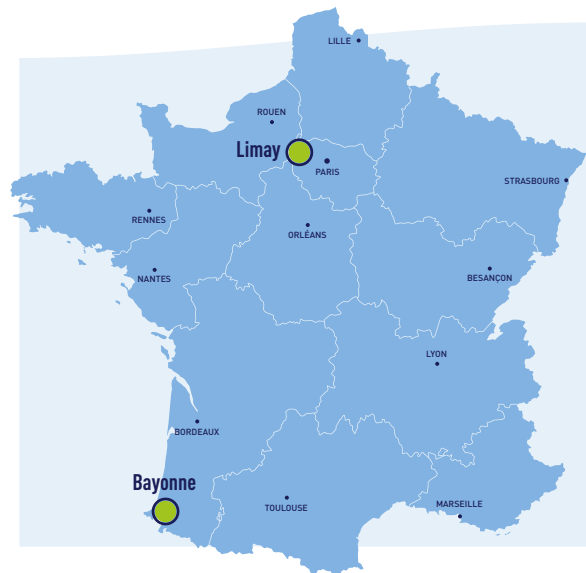 LILLE
ROUEN
Limay
PARIS
STRASBOURG
RENNES
ORLÉANS
NANTES
BESANÇON
LYON
BORDEAUX
Bayonne
TOULOUSE
MARSEILLE